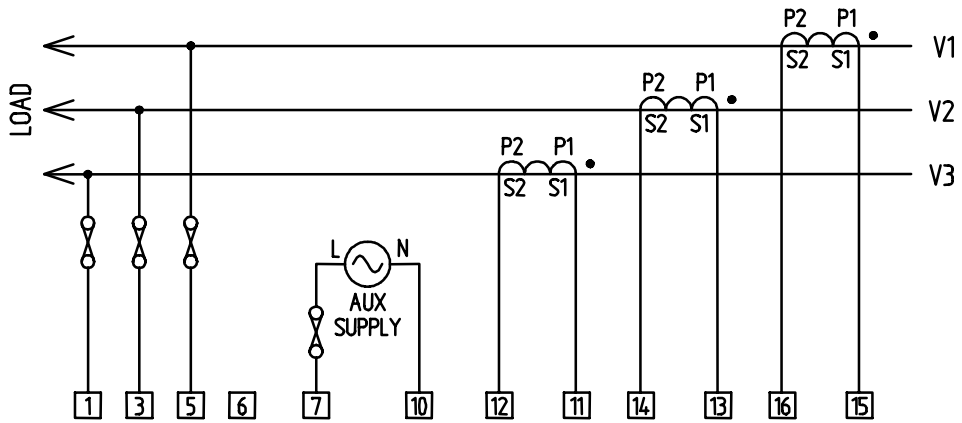 P2 P1
V1
S2 S1
P2 P1
V2
S2 S1
LOAD
P2 P1
V3
S2 S1
L N
AUX
SUPPLY
1 3 5 6 7 10 12 11 14 13 16 15